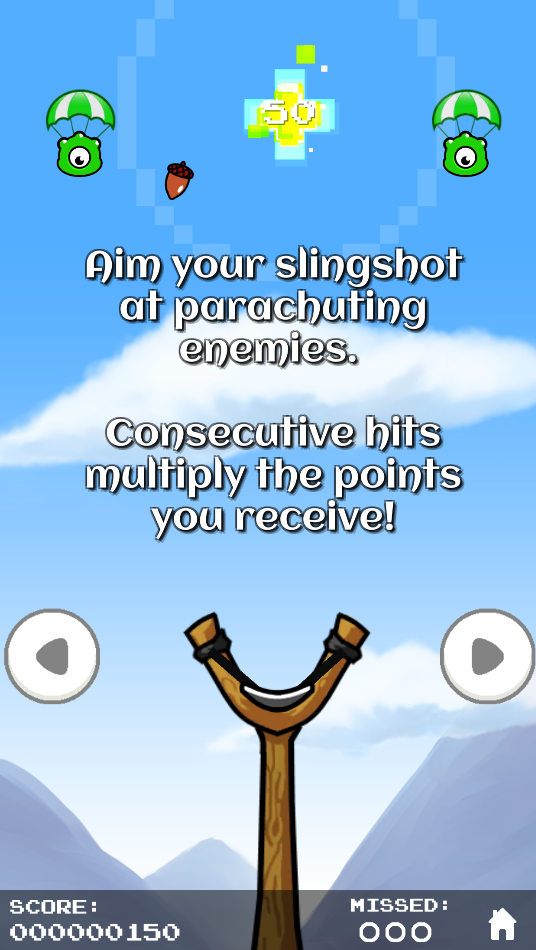 50
Aim your slingshot
at parachuting
enemies.
Consecutive hits
multiply the points
you receive!
SCORE:
000000150
MISSED: